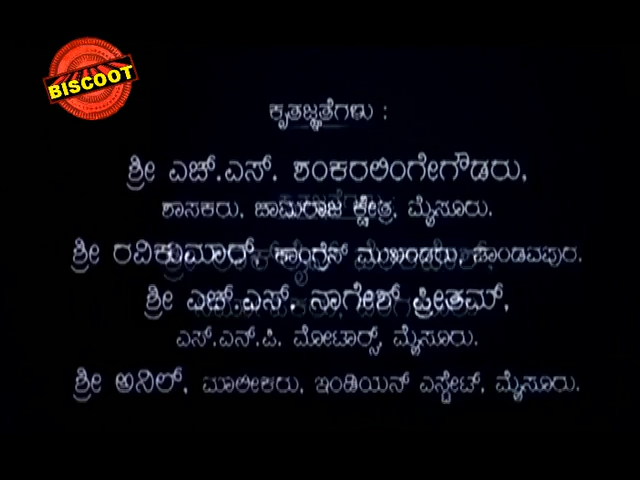 BISCOOT
ಕೃತಜ್ಞತೆಗಳು :
ಶ್ರೀ ಎಚ್.ಎಸ್. ಶಂಕರಲಿಂಗೇಗೌಡರು,
ಶಾಸಕರು, ಚಾಮರಾಜ ಕ್ಷೇತ್ರ, ಮೈಸೂರು.
ಶ್ರೀ ರವಿಕುಮಾರ್, ಕಾಂಗ್ರೆಸ್ ಮುಖಂಡರು, ಪಾಂಡವಪುರ.
ಶ್ರೀ ಎಚ್.ಎಸ್. ನಾಗೇಶ್ ಪ್ರೀತಮ್,
ಎಸ್.ಎನ್.ಪಿ. ಮೋಟಾರ್‍ಸ್, ಮೈಸೂರು.
ಶ್ರೀ ಅನಿಲ್, ಮಾಲೀಕರು, ಇಂಡಿಯನ್ ಎಸ್ಟೇಟ್, ಮೈಸೂರು.